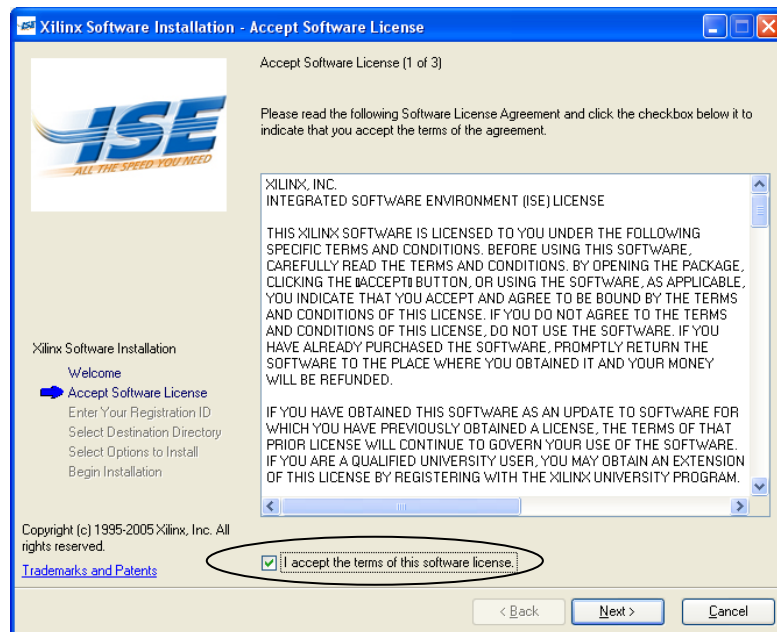 Xilinx Software Installation - Accept Software License
ISE
ALL THE SPEED YOU NEED
Accept Software License (1 of 3)
Please read the following Software License Agreement and click the checkbox below it to
indicate that you accept the terms of the agreement.
XILINX, INC.
INTEGRATED SOFTWARE ENVIRONMENT (ISE) LICENSE
THIS XILINX SOFTWARE IS LICENSED TO YOU UNDER THE FOLLOWING
SPECIFIC TERMS AND CONDITIONS. BEFORE USING THIS SOFTWARE,
CAREFULLY READ THE TERMS AND CONDITIONS. BY OPENING THE PACKAGE,
CLICKING THE ▯ACCEPT▯ BUTTON, OR USING THE SOFTWARE, AS APPLICABLE,
YOU INDICATE THAT YOU ACCEPT AND AGREE TO BE BOUND BY THE TERMS
AND CONDITIONS OF THIS LICENSE. IF YOU DO NOT AGREE TO THE TERMS
AND CONDITIONS OF THIS LICENSE, DO NOT USE THE SOFTWARE. IF YOU
HAVE ALREADY PURCHASED THE SOFTWARE, PROMPTLY RETURN THE
SOFTWARE TO THE PLACE WHERE YOU OBTAINED IT AND YOUR MONEY
WILL BE REFUNDED.
IF YOU HAVE OBTAINED THIS SOFTWARE AS AN UPDATE TO SOFTWARE FOR
WHICH YOU HAVE PREVIOUSLY OBTAINED A LICENSE, THE TERMS OF THAT
PRIOR LICENSE WILL CONTINUE TO GOVERN YOUR USE OF THE SOFTWARE.
IF YOU ARE A QUALIFIED UNIVERSITY USER, YOU MAY OBTAIN AN EXTENSION
OF THIS LICENSE BY REGISTERING WITH THE XILINX UNIVERSITY PROGRAM.
Xilinx Software Installation
Welcome
Accept Software License
Enter Your Registration ID
Select Destination Directory
Select Options to Install
Begin Installation
Copyright (c) 1995-2005 Xilinx, Inc. All
rights reserved.
Trademarks and Patents
I accept the terms of this software license.
< Back
Next >
Cancel